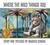 WHERE THE WILD THINGS ARE
STORY AND PICTURES BY MAURICE SENDAK